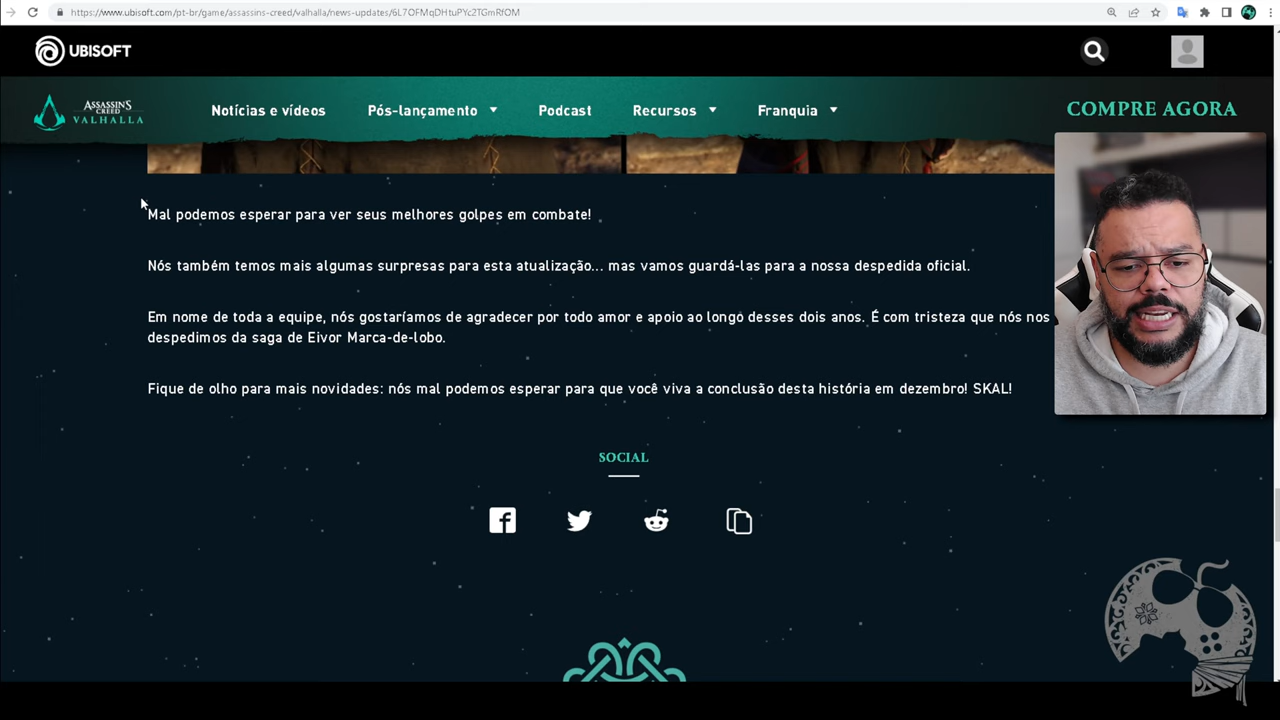 https://www.ubisoft.com/pt-br/game/assassins-creed/valhalla/news-updates/6L7OFMqDHtuPYc2TGmRfOM
UBISOFT
ASSASSIN'S CREED VALHALLA
Notícias e vídeos
Pós-lançamento
Podcast
Recursos
Franquia
COMPRE AGORA
Mal podemos esperar para ver seus melhores golpes em combate!
Nós também temos mais algumas surpresas para esta atualização... mas vamos guardá-las para a nossa despedida oficial.
Em nome de toda a equipe, nós gostaríamos de agradecer por todo amor e apoio ao longo desses dois anos. É com tristeza que nós nos
despedimos da saga de Eivor Marca-de-lobo.
Fique de olho para mais novidades: nós mal podemos esperar para que você viva a conclusão desta história em dezembro! SKAL!
SOCIAL